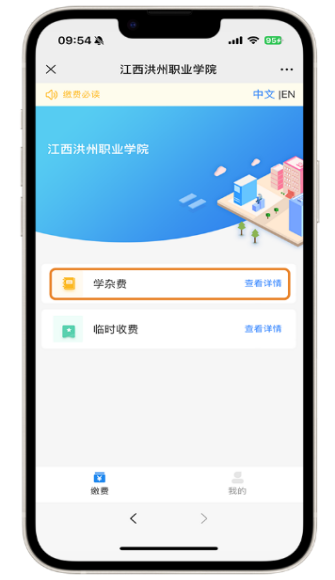 09:54
95
江西洪州职业学院
缴费必读
中文 |EN
江西洪州职业学院
学杂费
查看详情
临时收费
查看详情
缴费
我的